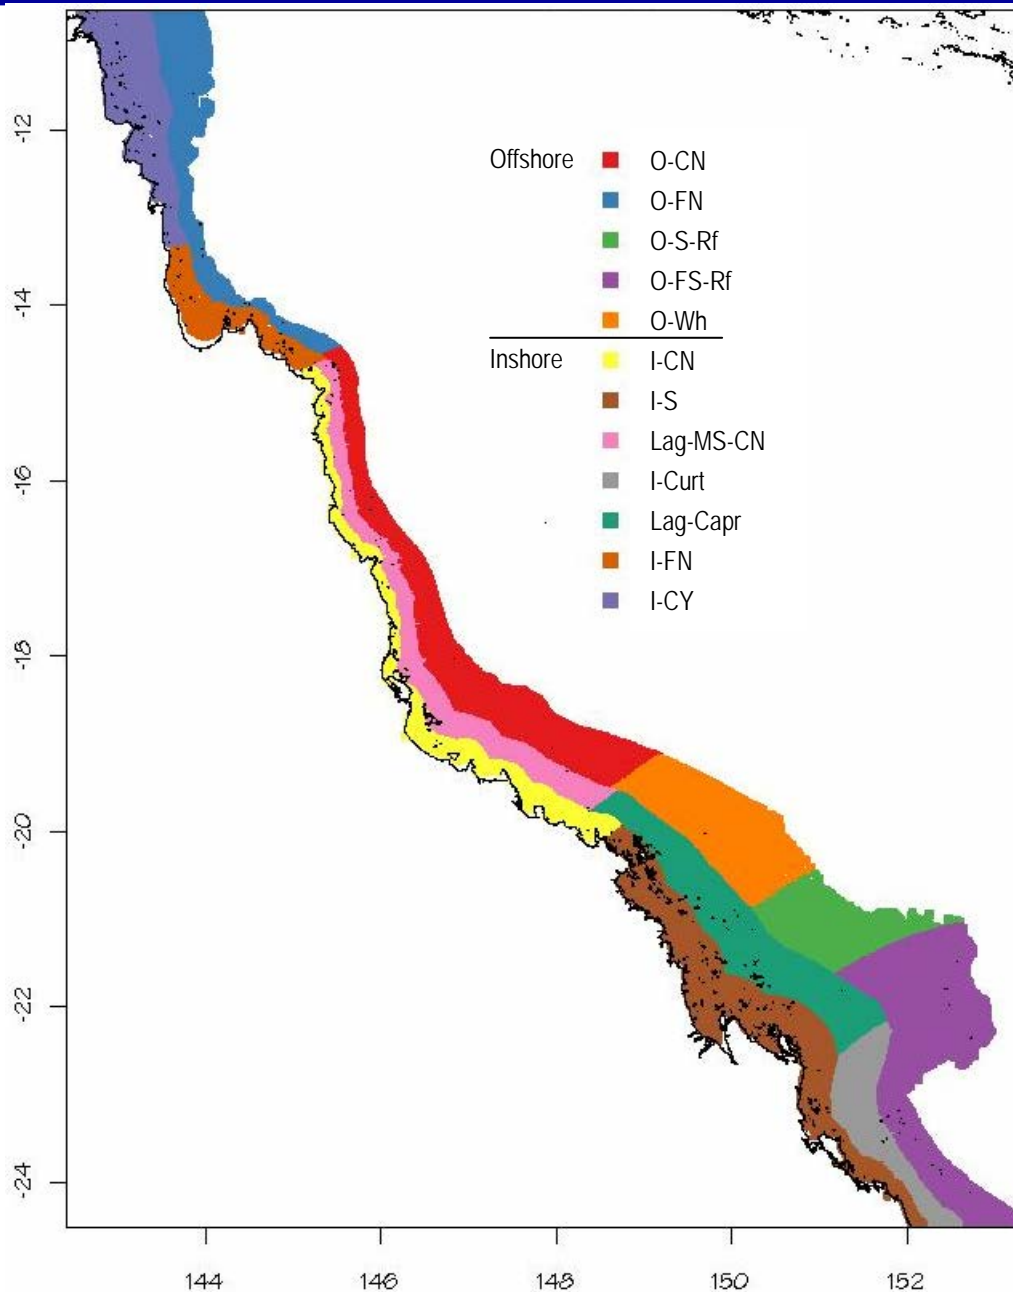 -12
-14
-16
-18
-20
-22
-24
Offshore O-CN
O-FN
O-S-Rf
O-FS-Rf
O-Wh
Inshore I-CN
I-S
Lag-MS-CN
I-Curt
Lag-Capr
I-FN
I-CY
144 146 148 150 152